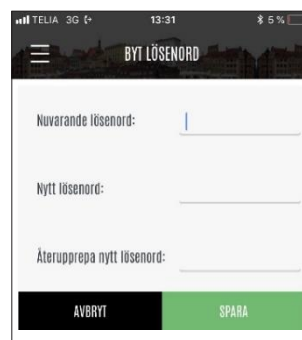 TELIA 3G 13:31 5 %
BYT LÖSENORD
Nuvarande lösenord:
Nytt lösenord:
Återupprepa nytt lösenord:
AVBRYT SPARA